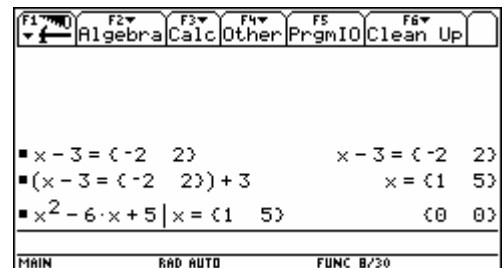 F1 F2 Algebra F3 Calc F4 Other F5 PrgmIO F6 Clean Up
x - 3 = {-2 2} x - 3 = {-2 2}
(x - 3 = {-2 2}) + 3 x = {1 5}
x² - 6·x + 5 | x = {1 5} {0 0}
MAIN RAD AUTO FUNC 8/30